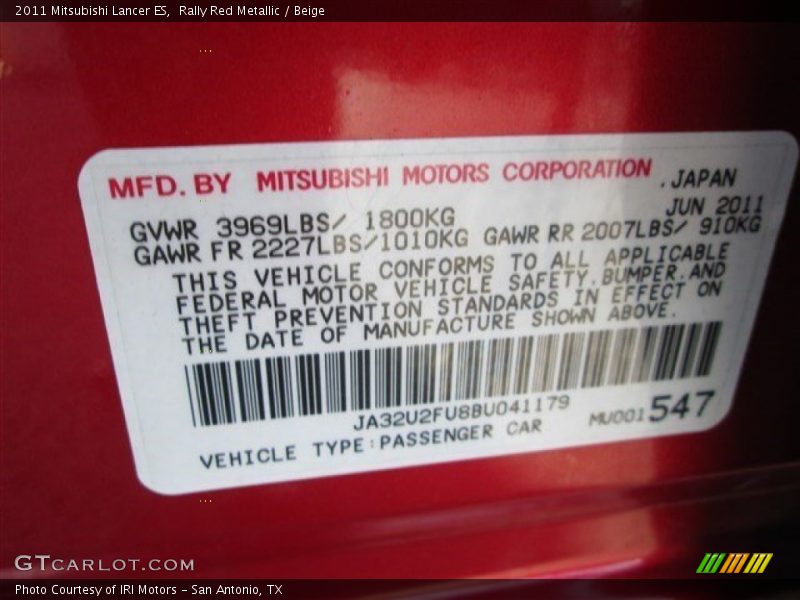 2011 Mitsubishi Lancer ES,  Rally Red Metallic / Beige
MFD. BY MITSUBISHI MOTORS CORPORATION .JAPAN
GVWR 3969LBS/ 1800KG JUN 2011
GAWR FR 2227LBS/1010KG GAWR RR 2007LBS/ 910KG
THIS VEHICLE CONFORMS TO ALL APPLICABLE
FEDERAL MOTOR VEHICLE SAFETY.BUMPER.AND
THEFT PREVENTION STANDARDS IN EFFECT ON
THE DATE OF MANUFACTURE SHOWN ABOVE.
JA32U2FU8BU041179
VEHICLE TYPE:PASSENGER CAR MU001547
GTCARLOT.COM
Photo Courtesy of IRI Motors - San Antonio, TX